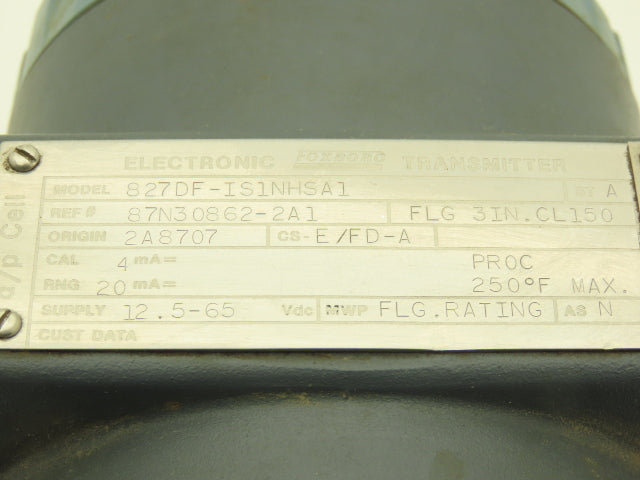 ELECTRONIC FOXBORO TRANSMITTER
MODEL 827DF-IS1NHSA1 ST A
REF # 87N30862-2A1 FLG 3IN.CL150
ORIGIN 2A8707 CS-E/FD-A
CAL 4 mA= PROC
RNG 20 mA= 250°F MAX.
SUPPLY 12.5-65 Vdc MWP FLG.RATING AS N
CUST DATA
d/p Cell